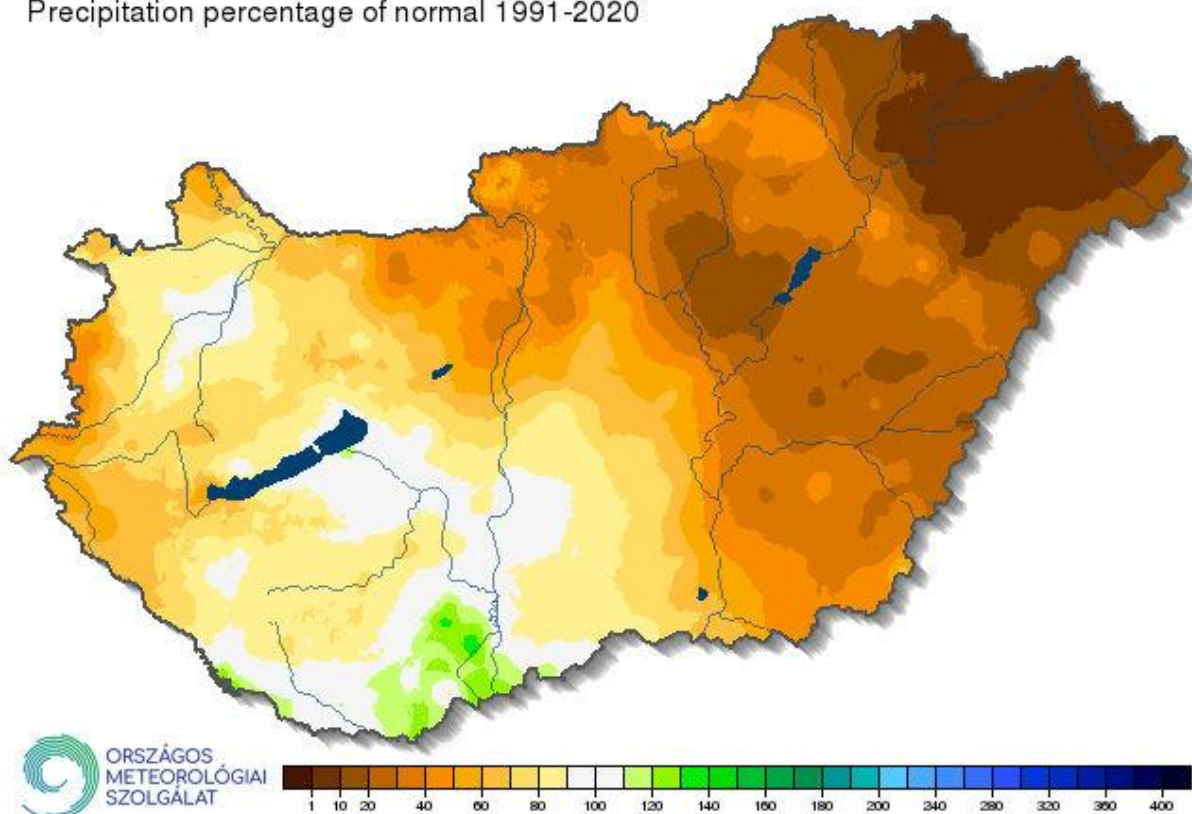 Precipitation percentage of normal 1991-2020
ORSZÁGOS
METEOROLÓGIAI
SZOLGÁLAT
1 10 20 40 60 80 100 120 140 160 180 200 240 280 320 360 400